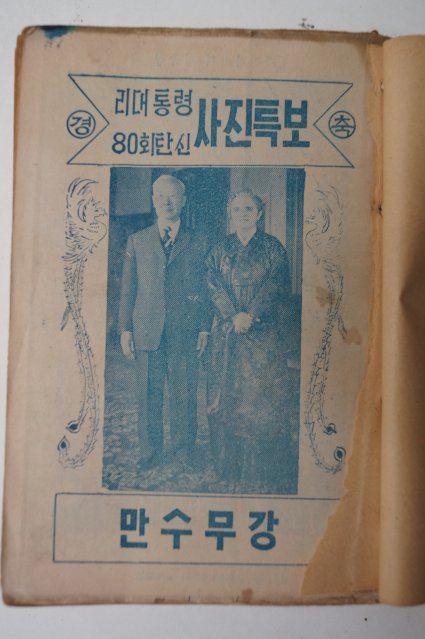 경 축
리대통령
80회탄신
사진특보
만수무강